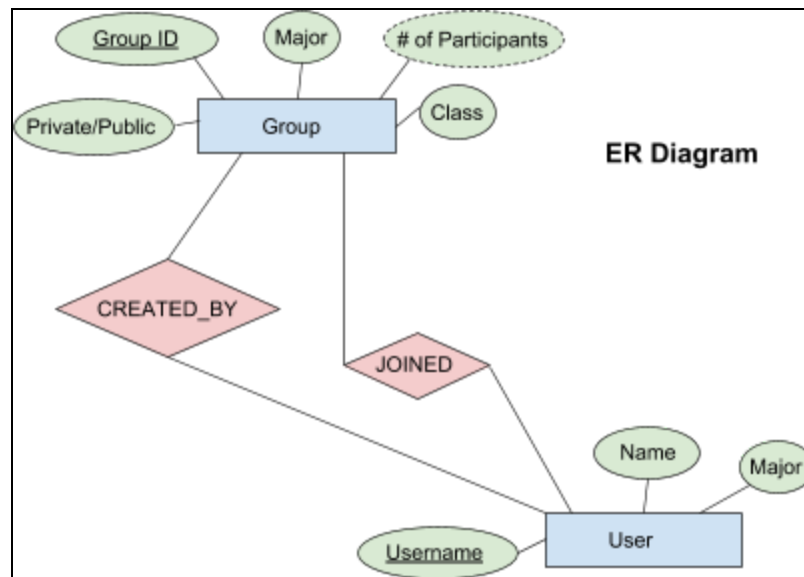 Group ID
Major
# of Participants
Private/Public
Group
Class
ER Diagram
CREATED_BY
JOINED
Name
Major
User
Username